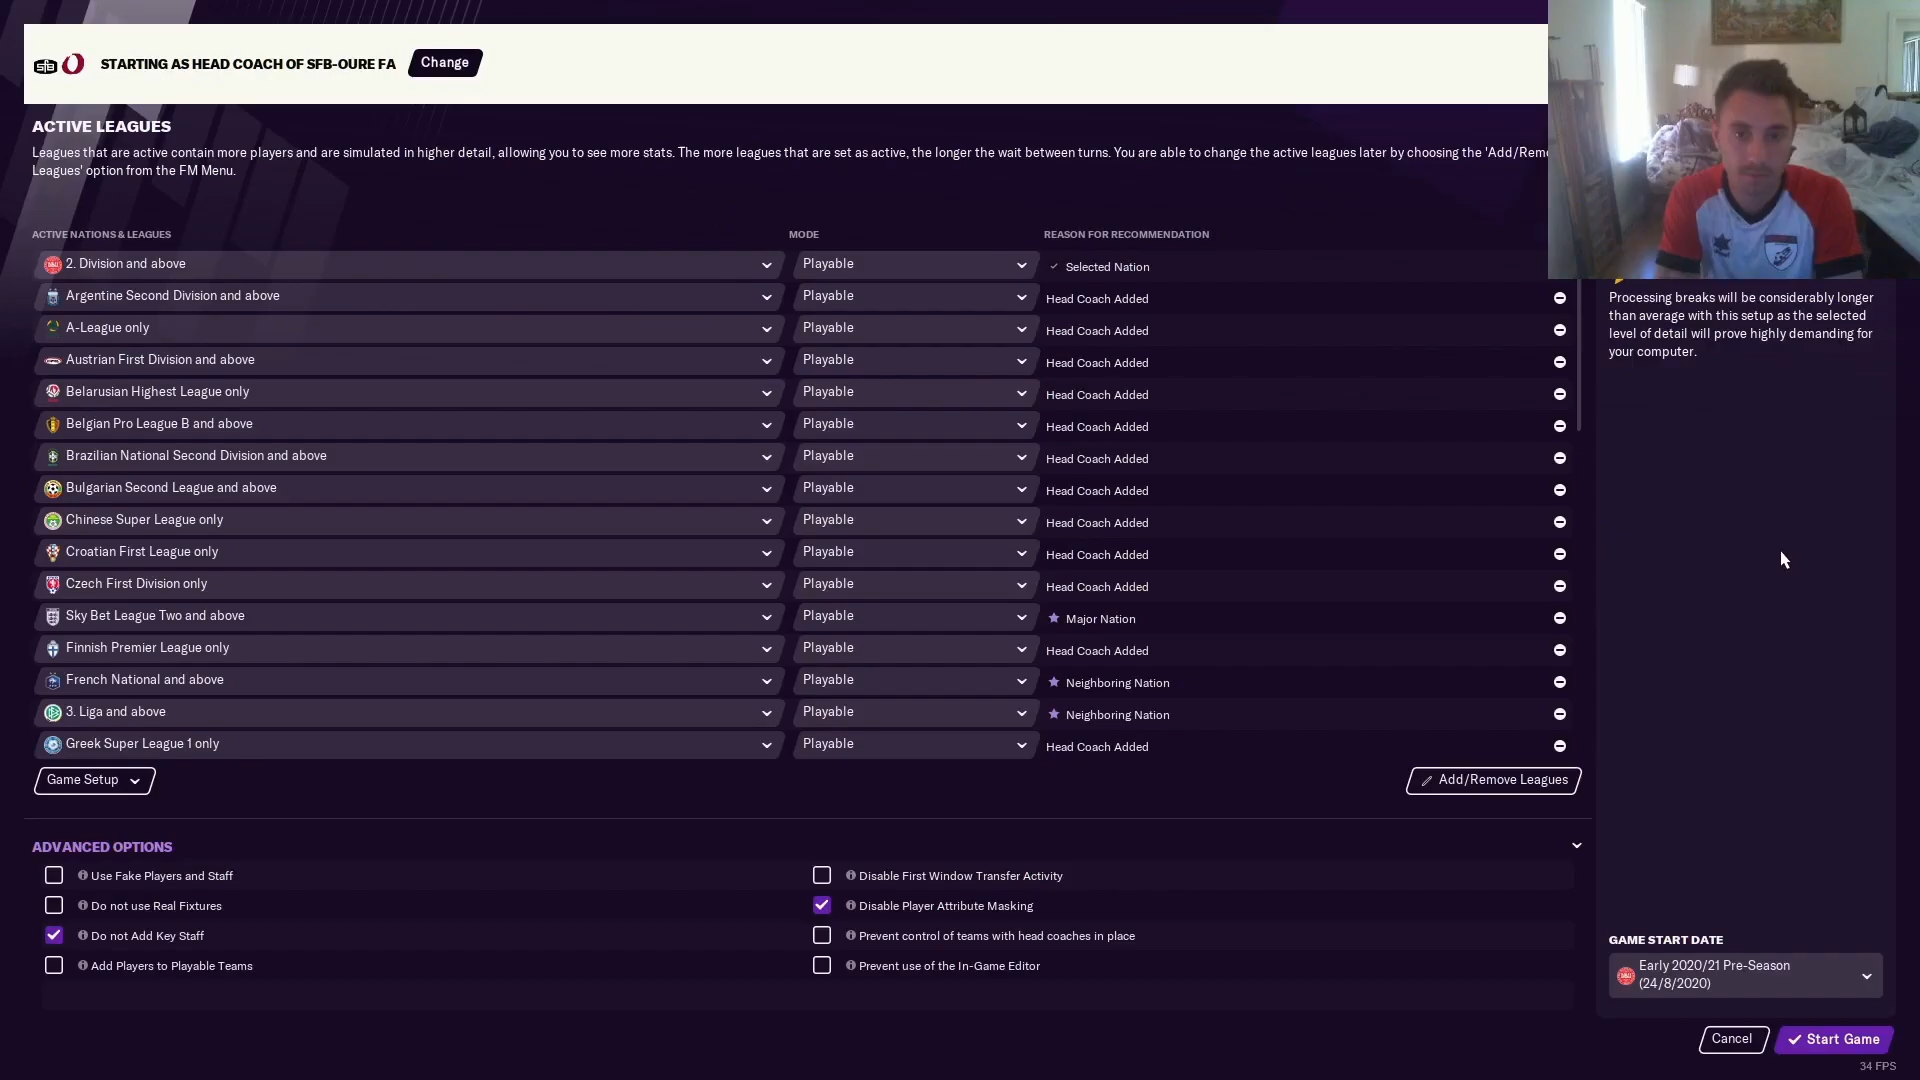 STARTING AS HEAD COACH OF SFB-OURE FA
Change
ACTIVE LEAGUES
Leagues that are active contain more players and are simulated in higher detail, allowing you to see more stats. The more leagues that are set as active, the longer the wait between turns. You are able to change the active leagues later by choosing the 'Add/Remo
Leagues' option from the FM Menu.
ACTIVE NATIONS & LEAGUES MODE REASON FOR RECOMMENDATION
2. Division and above Playable Selected Nation
Argentine Second Division and above Playable Head Coach Added
A-League only Playable Head Coach Added
Austrian First Division and above Playable Head Coach Added
Belarusian Highest League only Playable Head Coach Added
Belgian Pro League B and above Playable Head Coach Added
Brazilian National Second Division and above Playable Head Coach Added
Bulgarian Second League and above Playable Head Coach Added
Chinese Super League only Playable Head Coach Added
Croatian First League only Playable Head Coach Added
Czech First Division only Playable Head Coach Added
Sky Bet League Two and above Playable Major Nation
Finnish Premier League only Playable Head Coach Added
French National and above Playable Neighboring Nation
3. Liga and above Playable Neighboring Nation
Greek Super League 1 only Playable Head Coach Added
Game Setup
Add/Remove Leagues
Processing breaks will be considerably longer
than average with this setup as the selected
level of detail will prove highly demanding for
your computer.
ADVANCED OPTIONS
Use Fake Players and Staff Disable First Window Transfer Activity
Do not use Real Fixtures Disable Player Attribute Masking
Do not Add Key Staff Prevent control of teams with head coaches in place
Add Players to Playable Teams Prevent use of the In-Game Editor
GAME START DATE
Early 2020/21 Pre-Season
(24/8/2020)
Cancel
Start Game
34 FPS